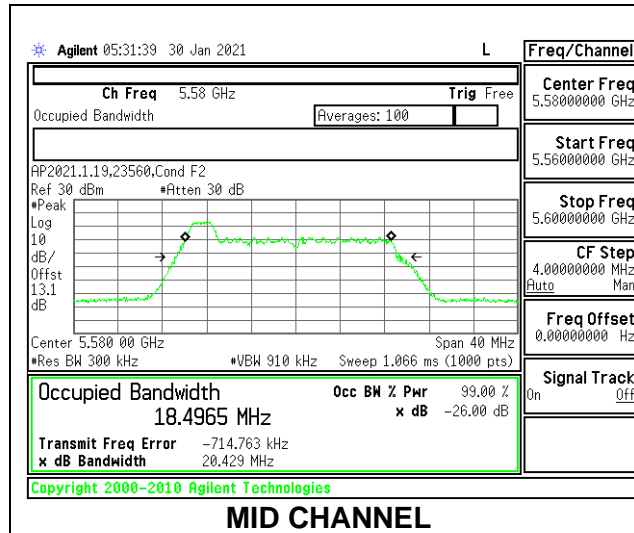 Agilent 05:31:39 30 Jan 2021 L
Freq/Channel
Ch Freq 5.58 GHz Trig Free
Occupied Bandwidth Averages: 100
AP2021.1.19,23560,Cond F2
Ref 30 dBm #Atten 30 dB
#Peak
Log
10
dB/
Offst
13.1
dB
Center 5.580 00 GHz Span 40 MHz
#Res BW 300 kHz #VBW 910 kHz Sweep 1.066 ms (1000 pts)
Occupied Bandwidth Occ BW % Pwr 99.00 %
18.4965 MHz x dB -26.00 dB
Transmit Freq Error -714.763 kHz
x dB Bandwidth 20.429 MHz
Copyright 2000-2010 Agilent Technologies
Center Freq
5.58000000 GHz
Start Freq
5.56000000 GHz
Stop Freq
5.60000000 GHz
CF Step
4.00000000 MHz
Auto Man
Freq Offset
0.00000000 Hz
Signal Track
On Off
MID CHANNEL